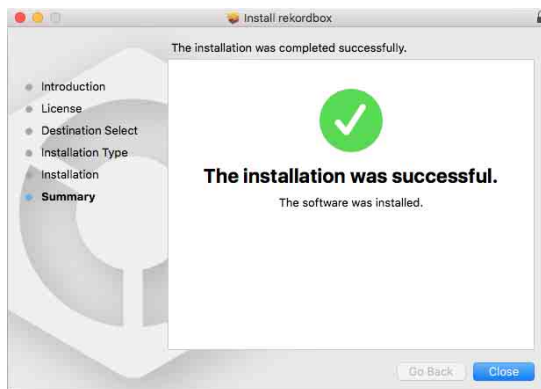 Install rekordbox
The installation was completed successfully.
Introduction
License
Destination Select
Installation Type
Installation
Summary
The installation was successful.
The software was installed.
Go Back
Close